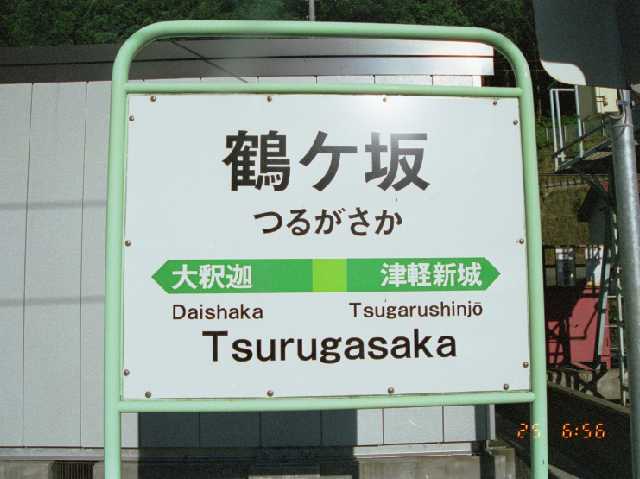 鶴ケ坂
つるがさか
大釈迦 津軽新城
Daishaka Tsugarushinjō
Tsurugasaka
25 6:56